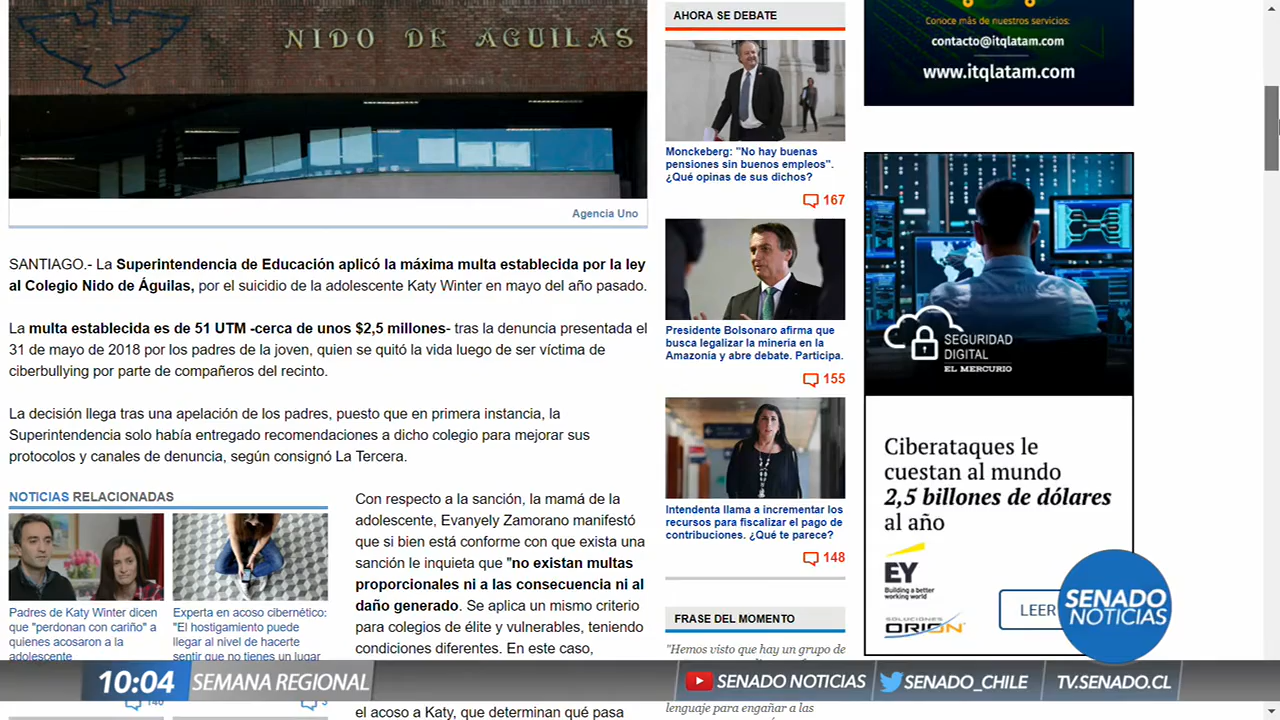 NIDO DE AGUILAS
Agencia Uno
SANTIAGO.- La Superintendencia de Educación aplicó la máxima multa establecida por la ley
al Colegio Nido de Águilas, por el suicidio de la adolescente Katy Winter en mayo del año pasado.
La multa establecida es de 51 UTM -cerca de unos $2,5 millones- tras la denuncia presentada el
31 de mayo de 2018 por los padres de la joven, quien se quitó la vida luego de ser víctima de
ciberbullying por parte de compañeros del recinto.
La decisión llega tras una apelación de los padres, puesto que en primera instancia, la
Superintendencia solo había entregado recomendaciones a dicho colegio para mejorar sus
protocolos y canales de denuncia, según consignó La Tercera.
NOTICIAS RELACIONADAS
Padres de Katy Winter dicen
que "perdonan con cariño" a
quienes acosaron a la
adolescente
146
Experta en acoso cibernético:
"El hostigamiento puede
llegar al nivel de hacerte
sentir que no tienes un lugar
3
Con respecto a la sanción, la mamá de la
adolescente, Evanyely Zamorano manifestó
que si bien está conforme con que exista una
sanción le inquieta que "no existan multas
proporcionales ni a las consecuencia ni al
daño generado. Se aplica un mismo criterio
para colegios de élite y vulnerables, teniendo
condiciones diferentes. En este caso,
el acoso a Katy, que determinan qué pasa
AHORA SE DEBATE
Monckeberg: "No hay buenas
pensiones sin buenos empleos".
¿Qué opinas de sus dichos?
167
Presidente Bolsonaro afirma que
busca legalizar la minería en la
Amazonía y abre debate. Participa.
155
Intendenta llama a incrementar los
recursos para fiscalizar el pago de
contribuciones. ¿Qué te parece?
148
FRASE DEL MOMENTO
"Hemos visto que hay un grupo de
lenguaje para engañar a las
Conoce más de nuestros servicios:
contacto@itqlatam.com
www.itqlatam.com
SEGURIDAD
DIGITAL
EL MERCURIO
Ciberataques le
cuestan al mundo
2,5 billones de dólares
al año
EY
Building a better
working world
SOLUCIONES
ORION
LEER
SENADO
NOTICIAS
10:04 SEMANA REGIONAL
SENADO NOTICIAS
SENADO_CHILE
TV.SENADO.CL